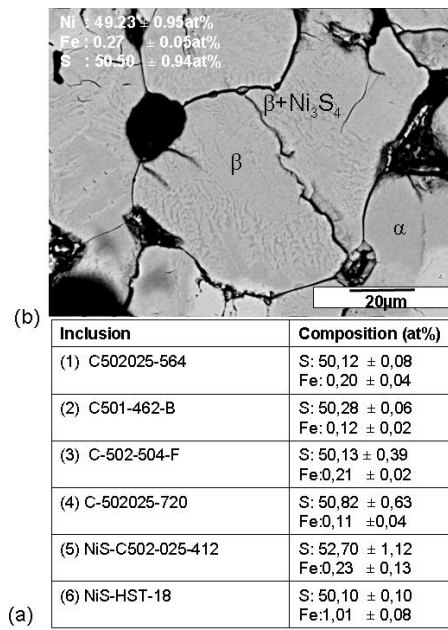 Ni : 49.23 ± 0.95at%
Fe : 0.27 ± 0.05at%
S : 50.50 ± 0.94at%
β+Ni3S4
β
α
20µm
(b)
Inclusion Composition (at%)
(1) C502025-564 S: 50,12 ± 0,08
Fe: 0,20 ± 0,04
(2) C501-462-B S: 50,28 ± 0,06
Fe: 0,12 ± 0,02
(3) C-502-504-F S: 50,13 ± 0,39
Fe:0,21 ± 0,02
(4) C-502025-720 S: 50,82 ± 0,63
Fe:0,11 ±0,04
(5) NiS-C502-025-412 S: 52,70 ± 1,12
Fe:0,23 ± 0,13
(6) NiS-HST-18 S: 50,10 ± 0,10
Fe:1,01 ± 0,08
(a)